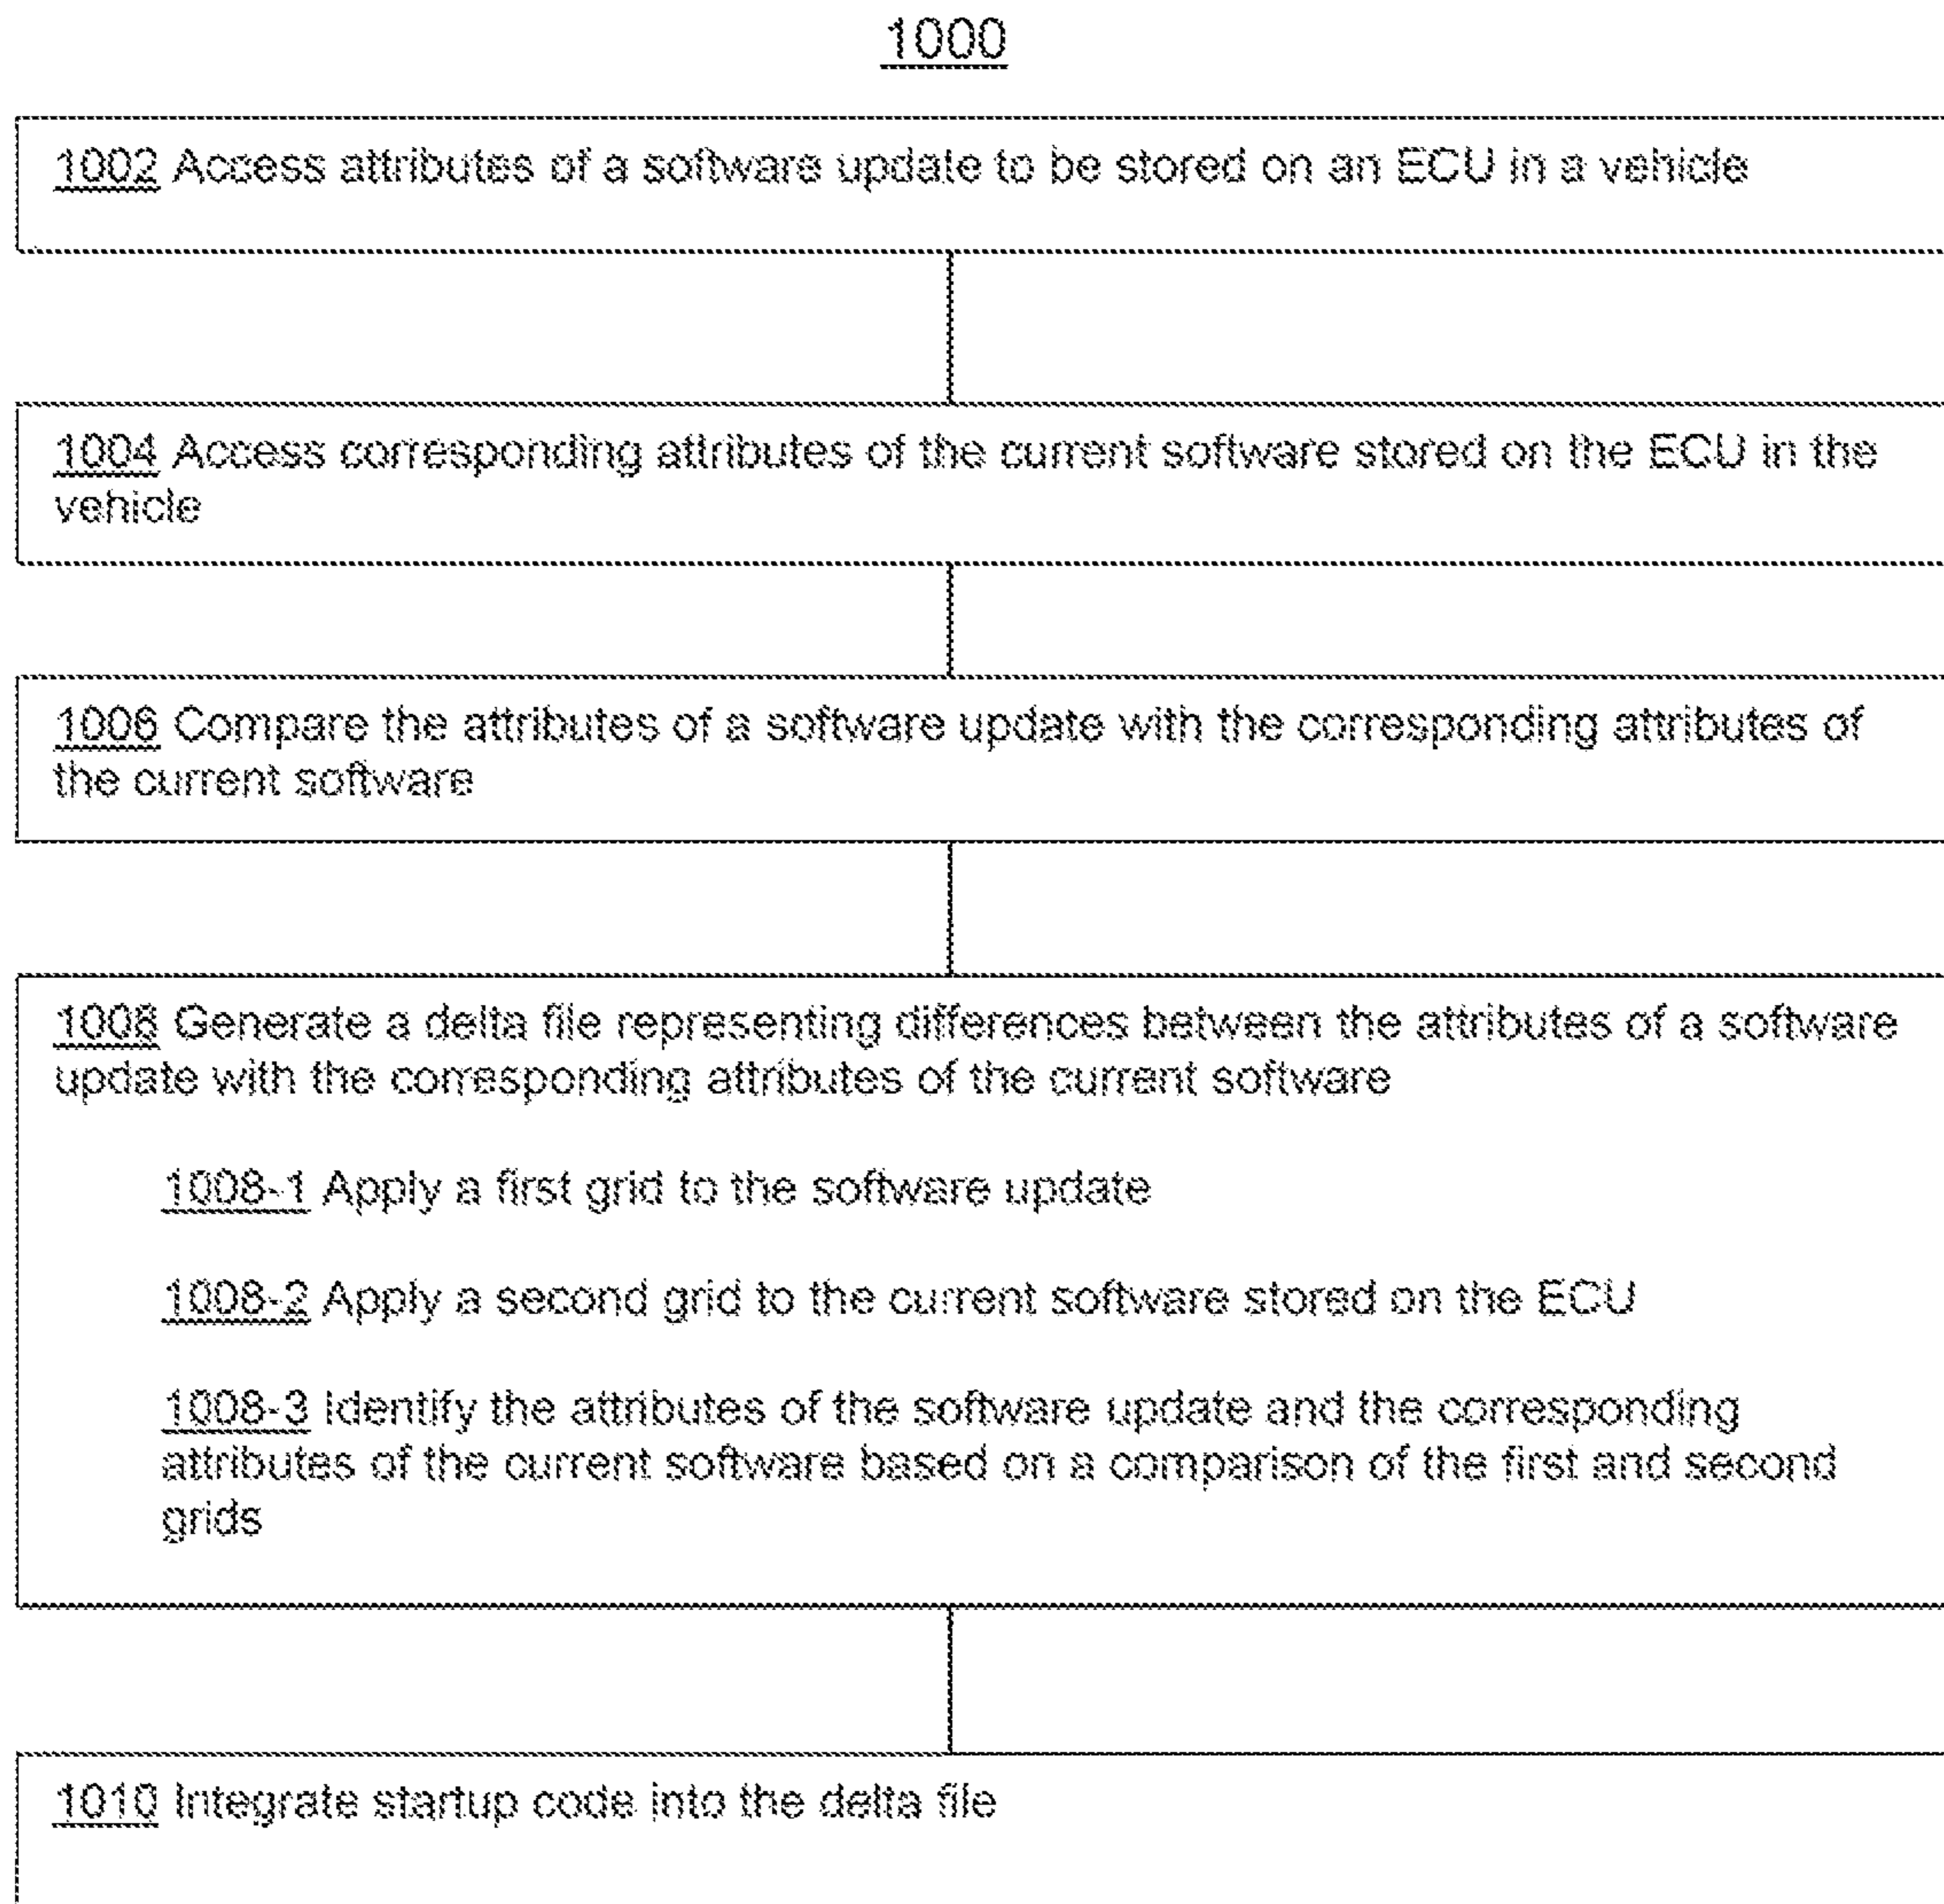 1000
1002 Access attributes of a software update to be stored on an ECU in a vehicle
1004 Access corresponding attributes of the current software stored on the ECU in the
vehicle
1006 Compare the attributes of a software update with the corresponding attributes of
the current software
1008 Generate a delta file representing differences between the attributes of a software
update with the corresponding attributes of the current software
1008-1 Apply a first grid to the software update
1008-2 Apply a second grid to the current software stored on the ECU
1008-3 Identify the attributes of the software update and the corresponding
attributes of the current software based on a comparison of the first and second
grids
1010 Integrate startup code into the delta file